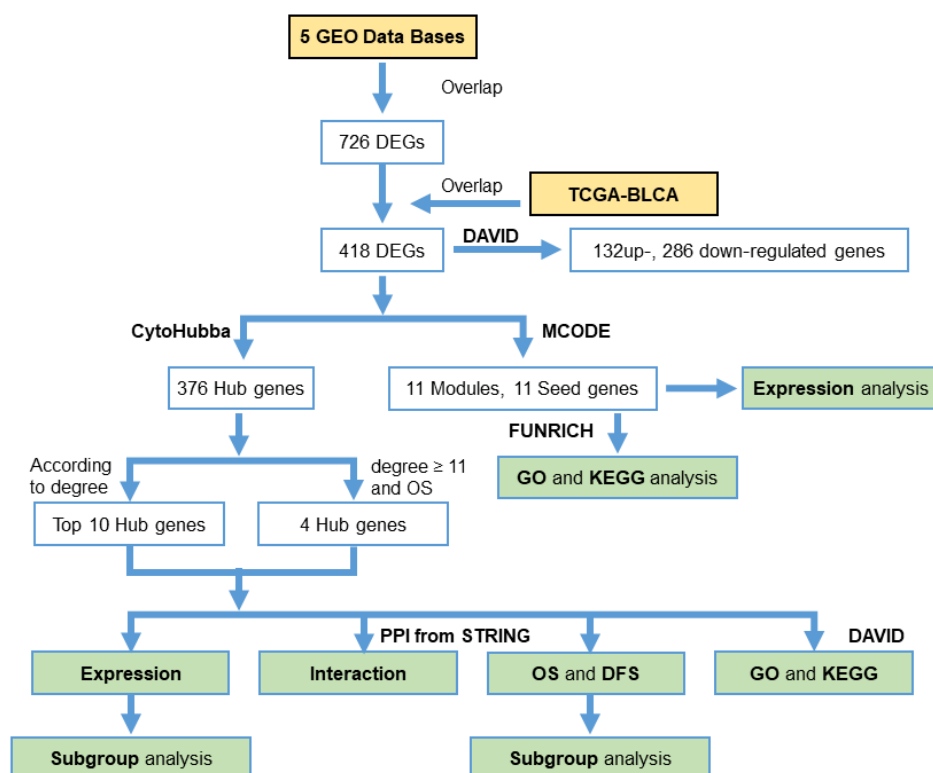 5 GEO Data Bases
Overlap
726 DEGs
Overlap
TCGA-BLCA
418 DEGs
DAVID
132up-, 286 down-regulated genes
CytoHubba
MCODE
376 Hub genes
11 Modules, 11 Seed genes
Expression analysis
FUNRICH
GO and KEGG analysis
According
to degree
degree ≥ 11
and OS
Top 10 Hub genes
4 Hub genes
PPI from STRING
DAVID
Expression
Interaction
OS and DFS
GO and KEGG
Subgroup analysis
Subgroup analysis